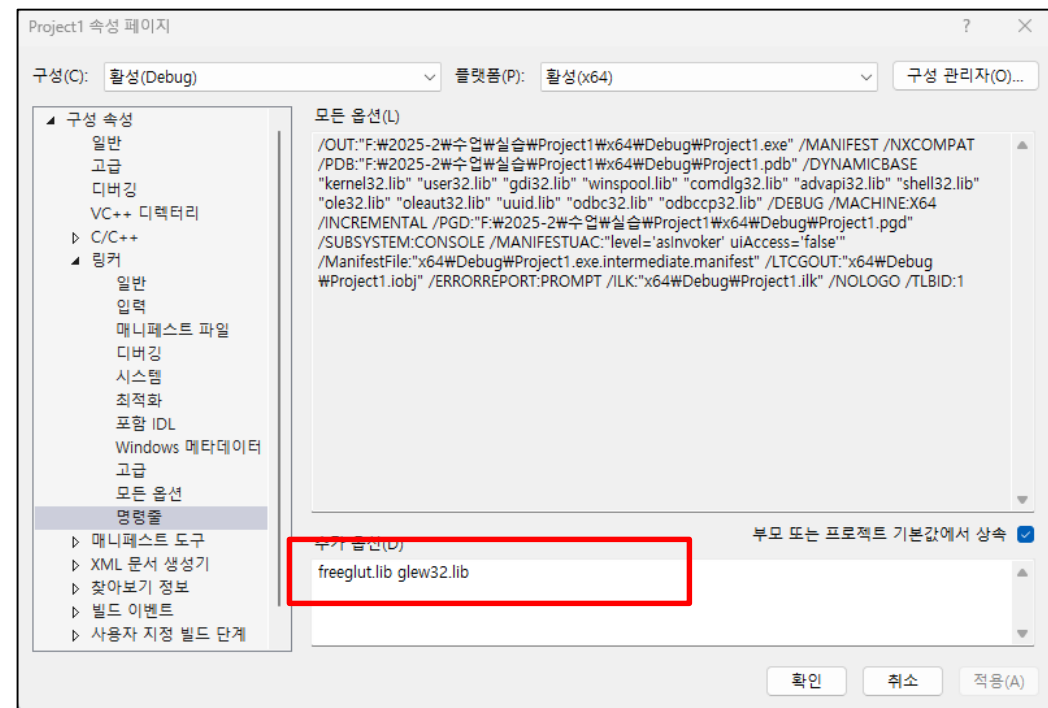 Project1 속성 페이지
?
구성(C): 활성(Debug) 플랫폼(P): 활성(x64) 구성 관리자(O)...
구성 속성
일반
고급
디버깅
VC++ 디렉터리
C/C++
링커
일반
입력
매니페스트 파일
디버깅
시스템
최적화
포함 IDL
Windows 메타데이터
고급
모든 옵션
명령줄
매니페스트 도구
XML 문서 생성기
찾아보기 정보
빌드 이벤트
사용자 지정 빌드 단계
모든 옵션(L)
/OUT:"F:₩2025-2₩수업₩실습₩Project1₩x64₩Debug₩Project1.exe" /MANIFEST /NXCOMPAT
/PDB:"F:₩2025-2₩수업₩실습₩Project1₩x64₩Debug₩Project1.pdb" /DYNAMICBASE
"kernel32.lib" "user32.lib" "gdi32.lib" "winspool.lib" "comdlg32.lib" "advapi32.lib" "shell32.lib"
"ole32.lib" "oleaut32.lib" "uuid.lib" "odbc32.lib" "odbccp32.lib" /DEBUG /MACHINE:X64
/INCREMENTAL /PGD:"F:₩2025-2₩수업₩실습₩Project1₩x64₩Debug₩Project1.pgd"
/SUBSYSTEM:CONSOLE /MANIFESTUAC:"level='asInvoker' uiAccess='false'"
/ManifestFile:"x64₩Debug₩Project1.exe.intermediate.manifest" /LTCGOUT:"x64₩Debug
₩Project1.iobj" /ERRORREPORT:PROMPT /ILK:"x64₩Debug₩Project1.ilk" /NOLOGO /TLBID:1
부모 또는 프로젝트 기본값에서 상속
추가 옵션(D)
freeglut.lib glew32.lib
확인 취소 적용(A)